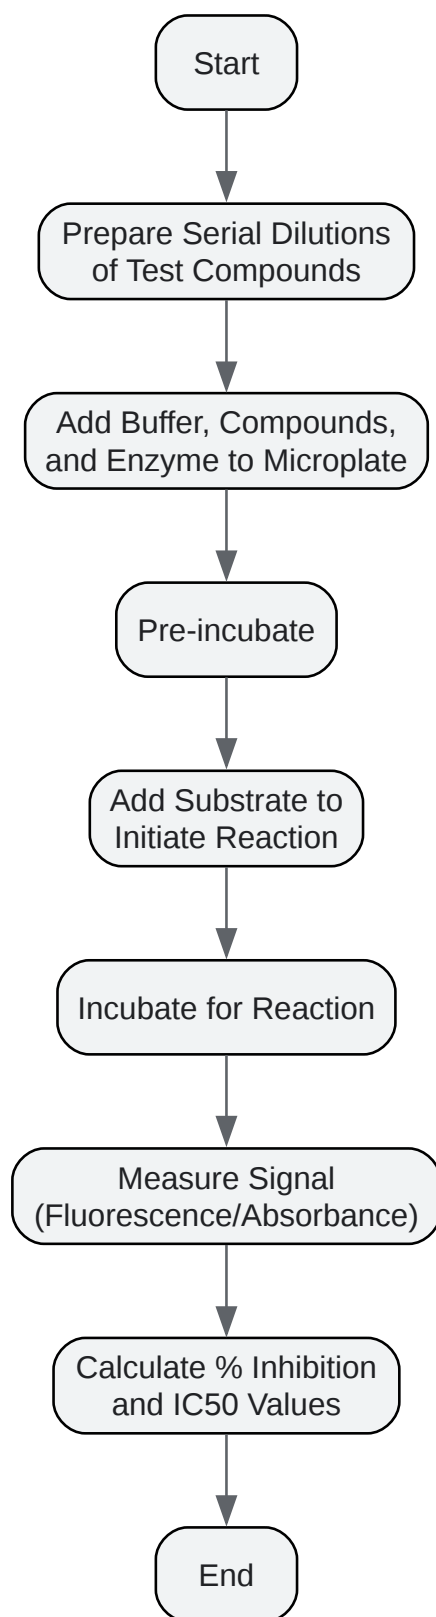 Start
Prepare Serial Dilutions
of Test Compounds
Add Buffer, Compounds,
and Enzyme to Microplate
Pre-incubate
Add Substrate to
Initiate Reaction
Incubate for Reaction
Measure Signal
(Fluorescence/Absorbance)
Calculate % Inhibition
and IC50 Values
End